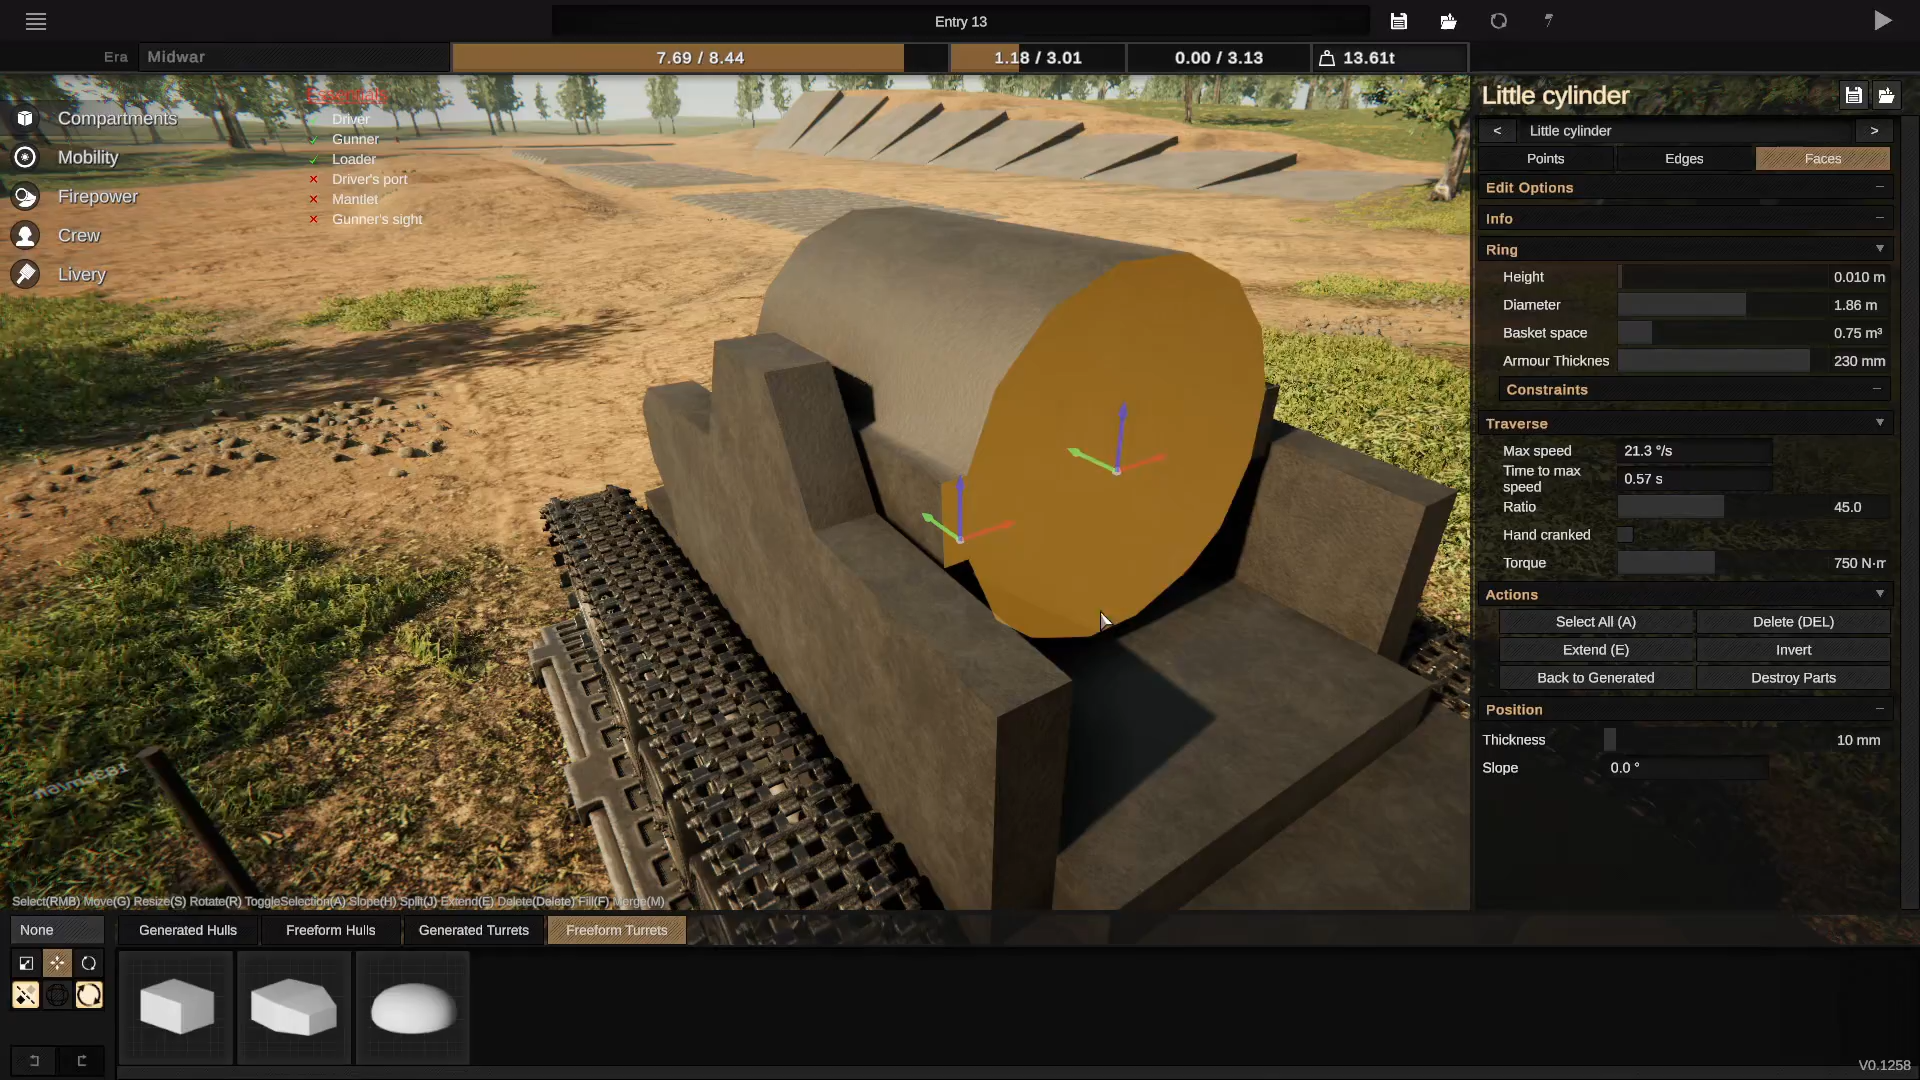 Entry 13
Era
Midwar
7.69 / 8.44
1.18 / 3.01
0.00 / 3.13
13.61t
Compartments
Mobility
Firepower
Crew
Livery
Essentials
Driver
Gunner
Loader
Driver's port
Mantlet
Gunner's sight
Little cylinder
< Little cylinder >
Points Edges Faces
Edit Options
Info
Ring
Height 0.010 m
Diameter 1.86 m
Basket space 0.75 m³
Armour Thicknes 230 mm
Constraints
Traverse
Max speed 21.3 °/s
Time to max speed 0.57 s
Ratio 45.0
Hand cranked
Torque 750 N·m
Actions
Select All (A) Delete (DEL)
Extend (E) Invert
Back to Generated Destroy Parts
Position
Thickness 10 mm
Slope 0.0 °
Select(RMB) Move(G) Resize(S) Rotate(R) ToggleSelection(A) Slope(H) Split(J) Extend(E) Delete(Delete) Fill(F) Merge(M)
None
Generated Hulls Freeform Hulls Generated Turrets Freeform Turrets
V0.1258